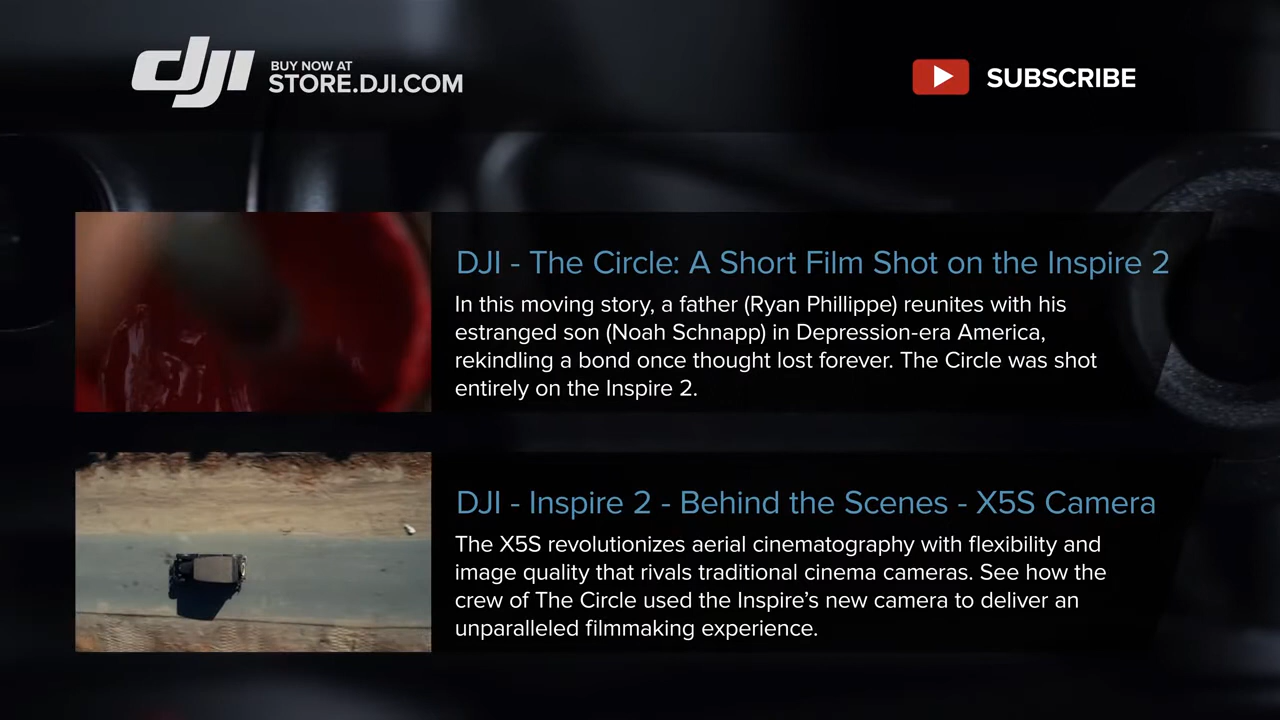 dji
BUY NOW AT
STORE.DJI.COM
SUBSCRIBE
DJI - The Circle: A Short Film Shot on the Inspire 2
In this moving story, a father (Ryan Phillippe) reunites with his
estranged son (Noah Schnapp) in Depression-era America,
rekindling a bond once thought lost forever. The Circle was shot
entirely on the Inspire 2.
DJI - Inspire 2 - Behind the Scenes - X5S Camera
The X5S revolutionizes aerial cinematography with flexibility and
image quality that rivals traditional cinema cameras. See how the
crew of The Circle used the Inspire’s new camera to deliver an
unparalleled filmmaking experience.